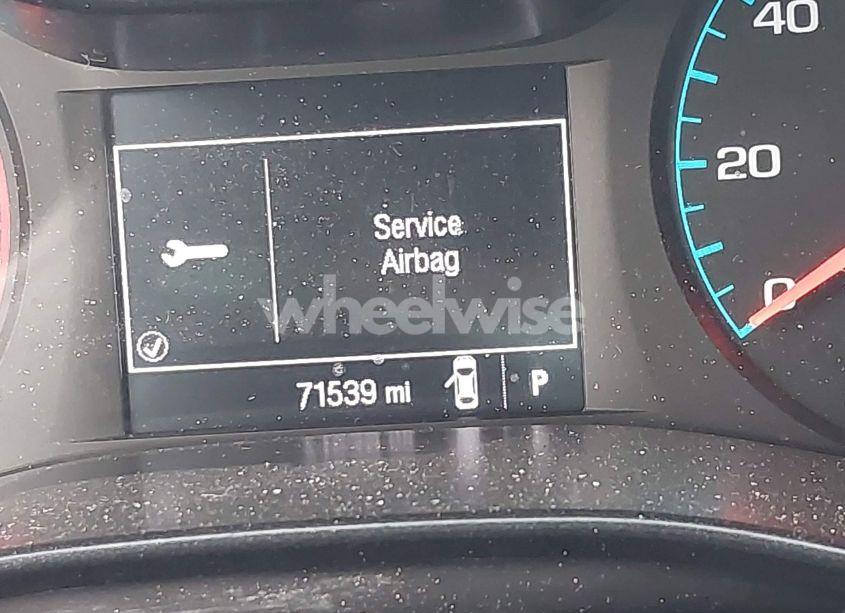 40
20
0
Service
Airbag
wheelwise
71539 mi
P